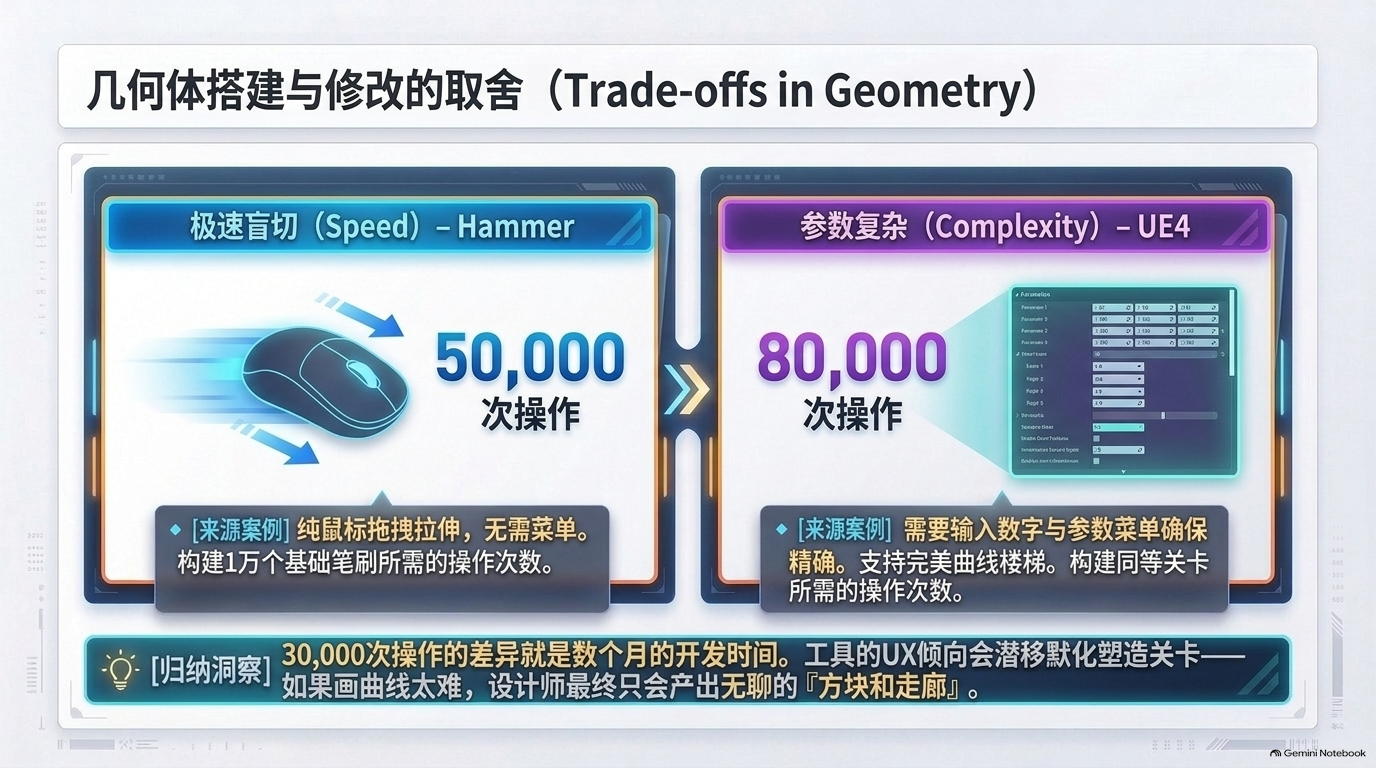 几何体搭建与修改的取舍（Trade-offs in Geometry）
极速盲切（Speed）– Hammer
50,000
次操作
◆ [来源案例] 纯鼠标拖拽拉伸，无需菜单。
构建1万个基础笔刷所需的操作次数。
参数复杂（Complexity）– UE4
80,000
次操作
◆ [来源案例] 需要输入数字与参数菜单确保
精确。支持完美曲线楼梯。构建同等关卡
所需的操作次数。
[归纳洞察]
30,000次操作的差异就是数个月的开发时间。工具的UX倾向会潜移默化塑造关卡——
如果画曲线太难，设计师最终只会产出无聊的『方块和走廊』。
Gemini Notebook